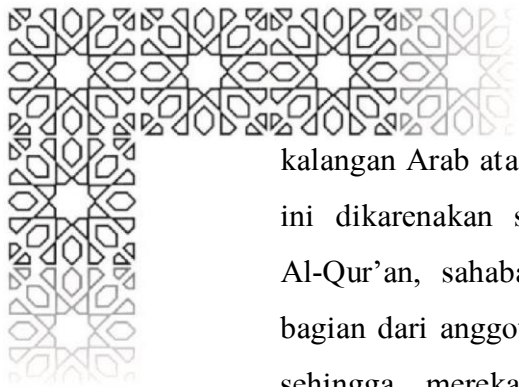 kalangan Arab ata
ini dikarenakan s
Al-Qur’an, sahaba
bagian dari anggo
sehingga mereka